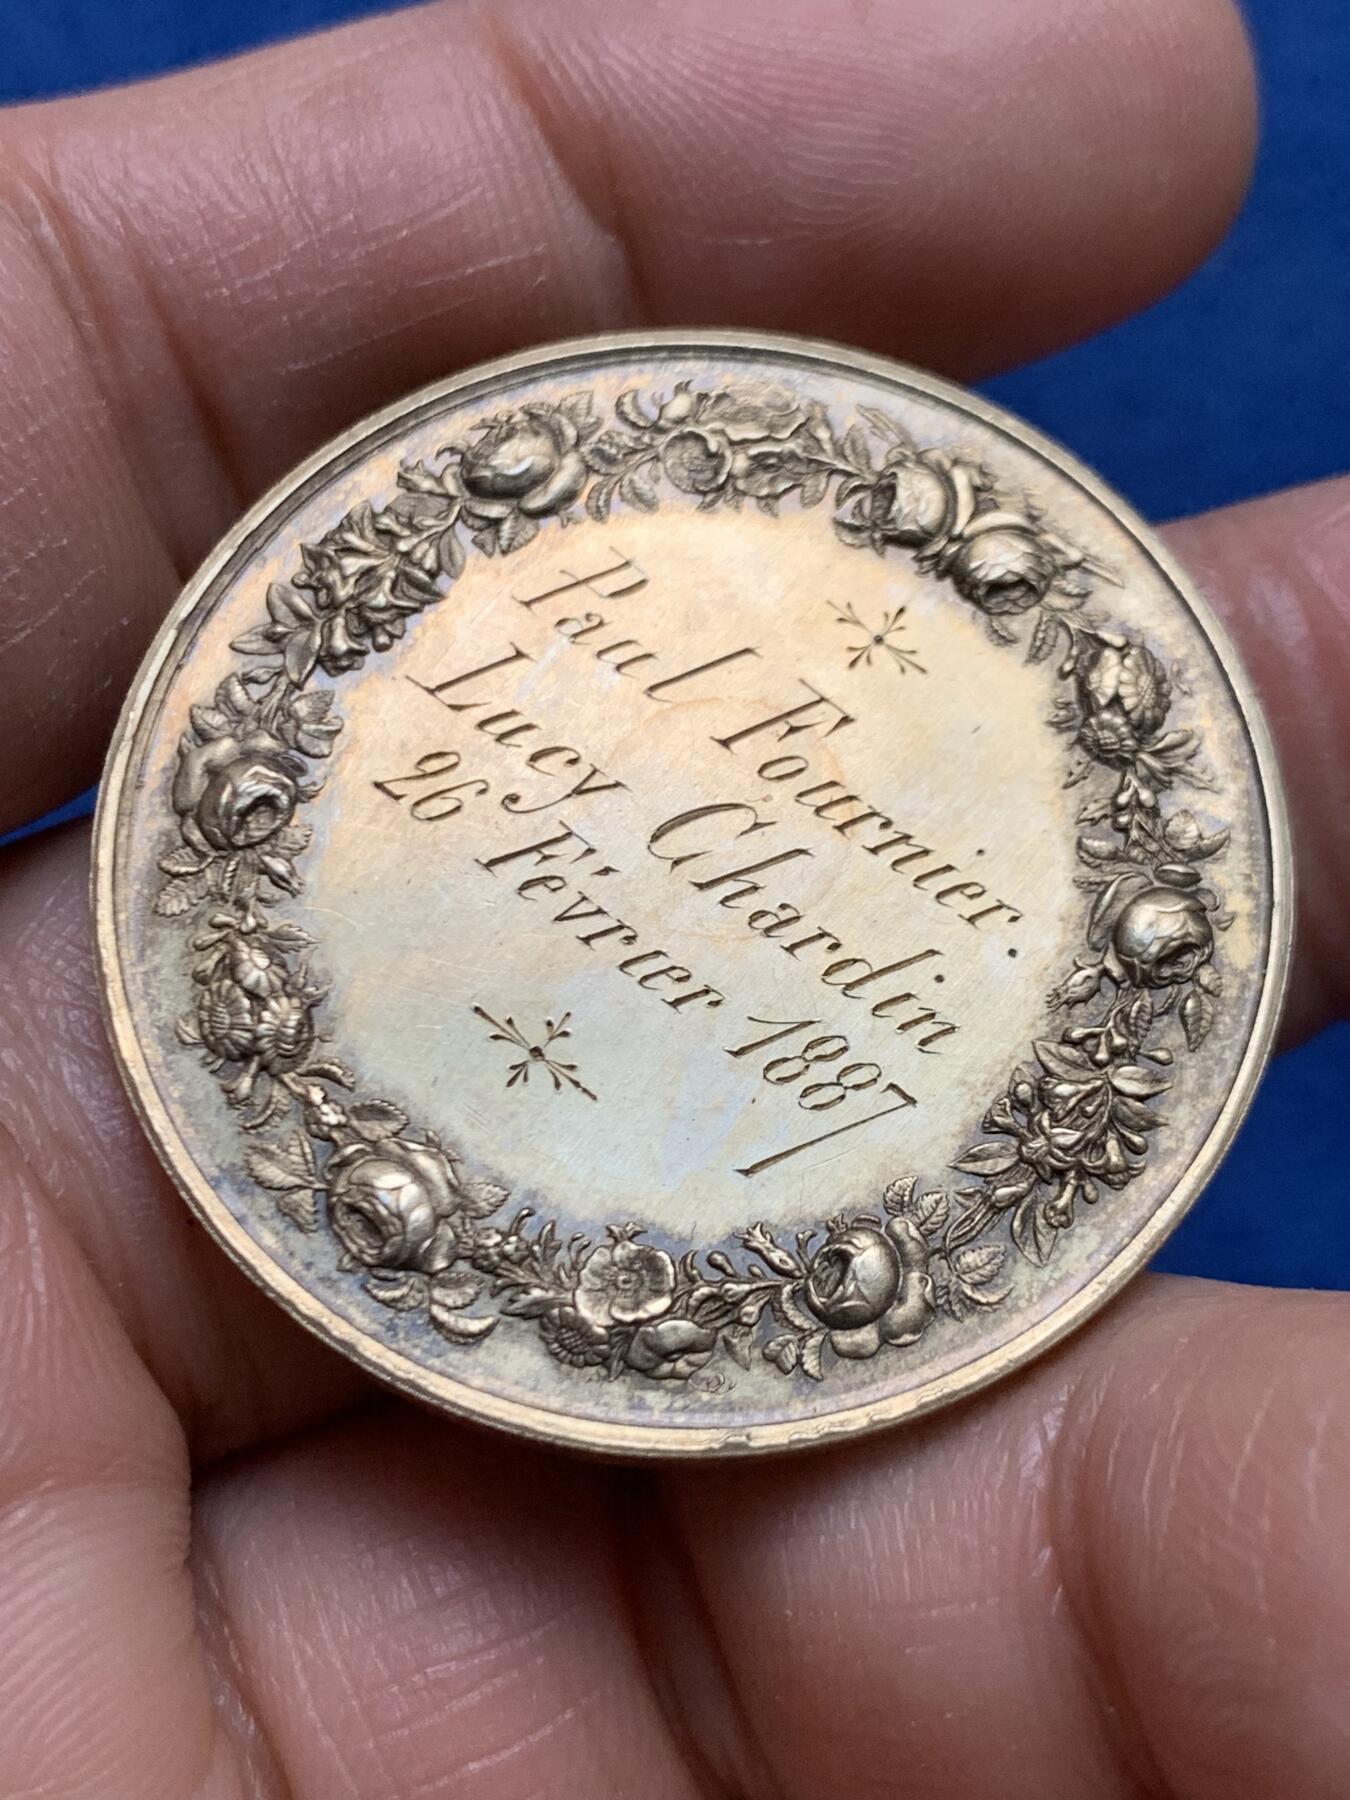 Paul Fournier.
Lucy Chardin
26 Février 1887